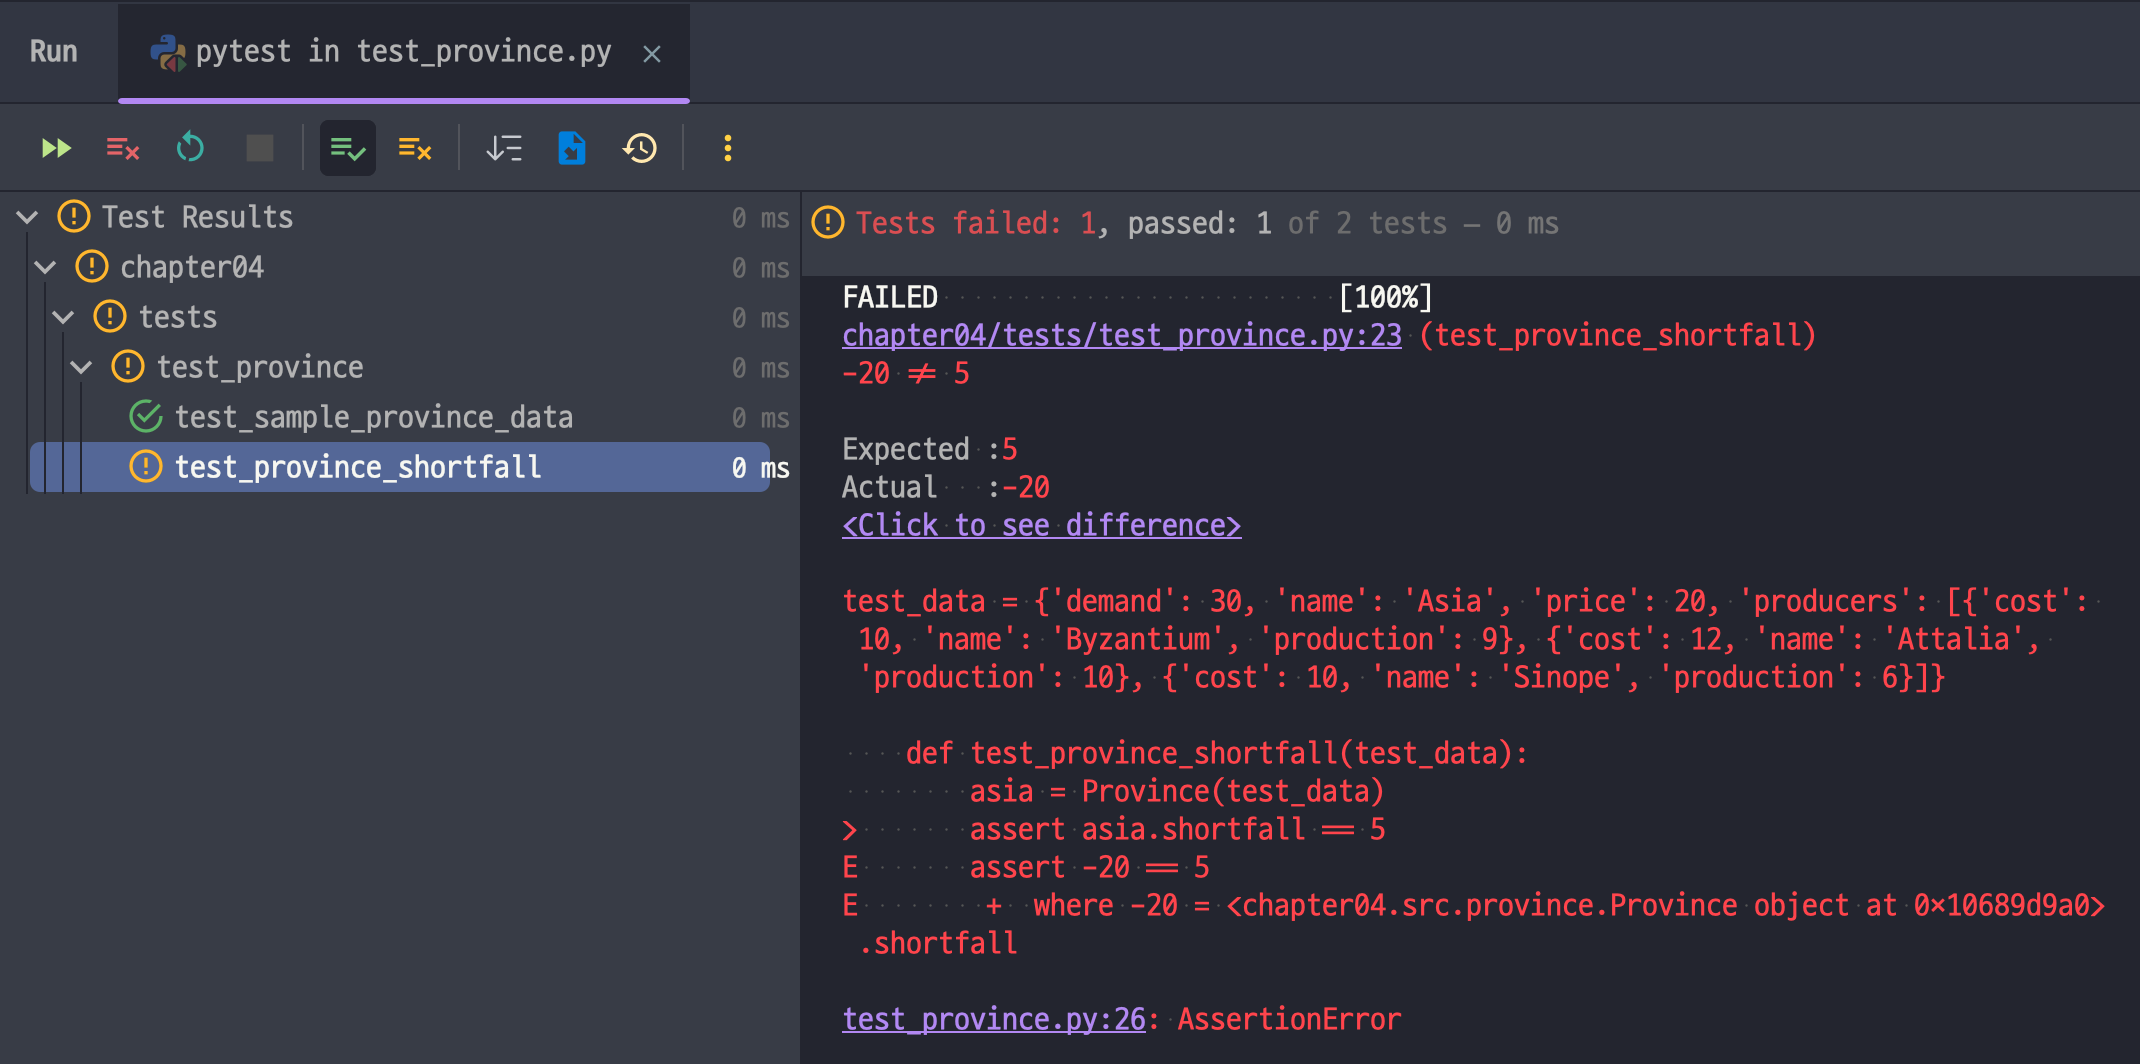 Run
pytest in test_province.py
Test Results 0 ms
chapter04 0 ms
tests 0 ms
test_province 0 ms
test_sample_province_data 0 ms
test_province_shortfall 0 ms
Tests failed: 1, passed: 1 of 2 tests – 0 ms
FAILED [100%]
chapter04/tests/test_province.py:23 (test_province_shortfall)
-20 != 5
Expected :5
Actual :-20
<Click to see difference>
test_data = {'demand': 30, 'name': 'Asia', 'price': 20, 'producers': [{'cost':
10, 'name': 'Byzantium', 'production': 9}, {'cost': 12, 'name': 'Attalia',
'production': 10}, {'cost': 10, 'name': 'Sinope', 'production': 6}]}
def test_province_shortfall(test_data):
asia = Province(test_data)
> assert asia.shortfall == 5
E assert -20 == 5
E + where -20 = <chapter04.src.province.Province object at 0x10689d9a0>
.shortfall
test_province.py:26: AssertionError